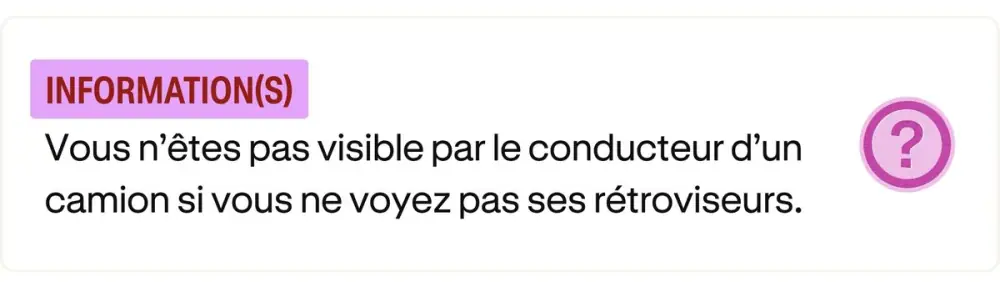 INFORMATION(S)
Vous n’êtes pas visible par le conducteur d’un
camion si vous ne voyez pas ses rétroviseurs.
?